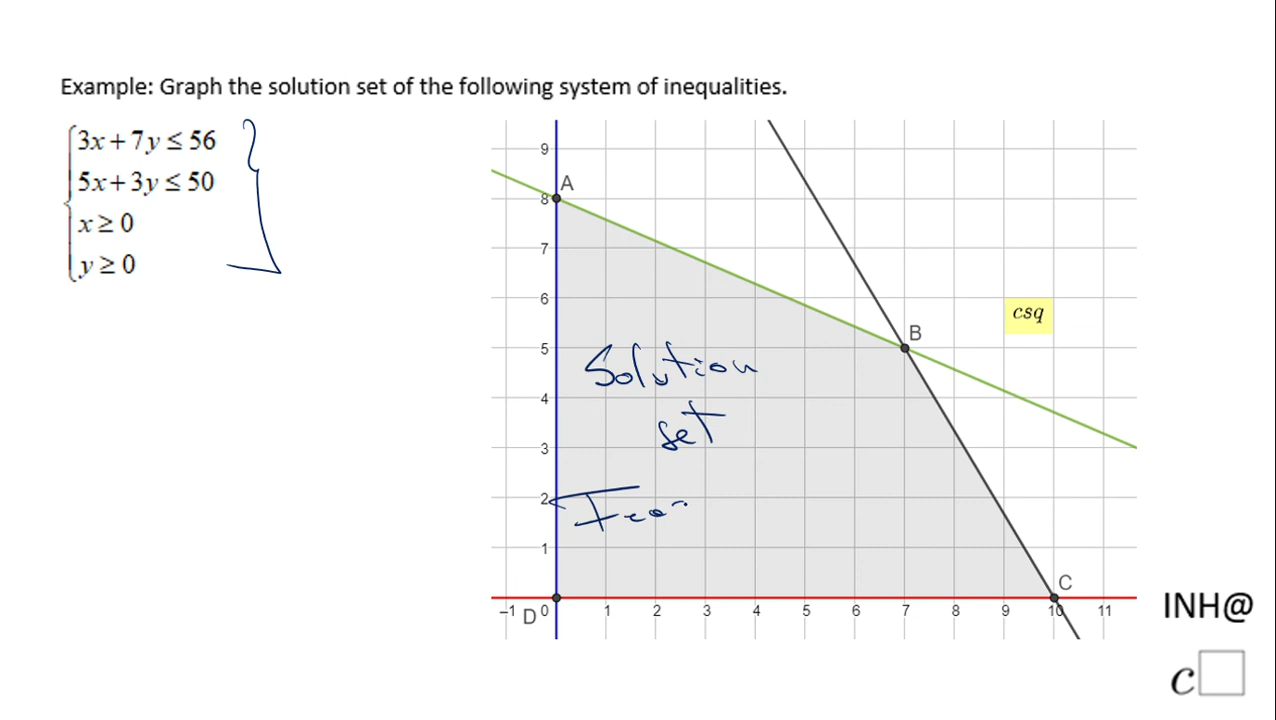 Example: Graph the solution set of the following system of inequalities.
3x + 7y ≤ 56
5x + 3y ≤ 50
x ≥ 0
y ≥ 0
9
A
8
7
6
csq
B
5
Solution
4
set
3
2
1
C
D
−1 0 1 2 3 4 5 6 7 8 9 10 11
INH@
c□